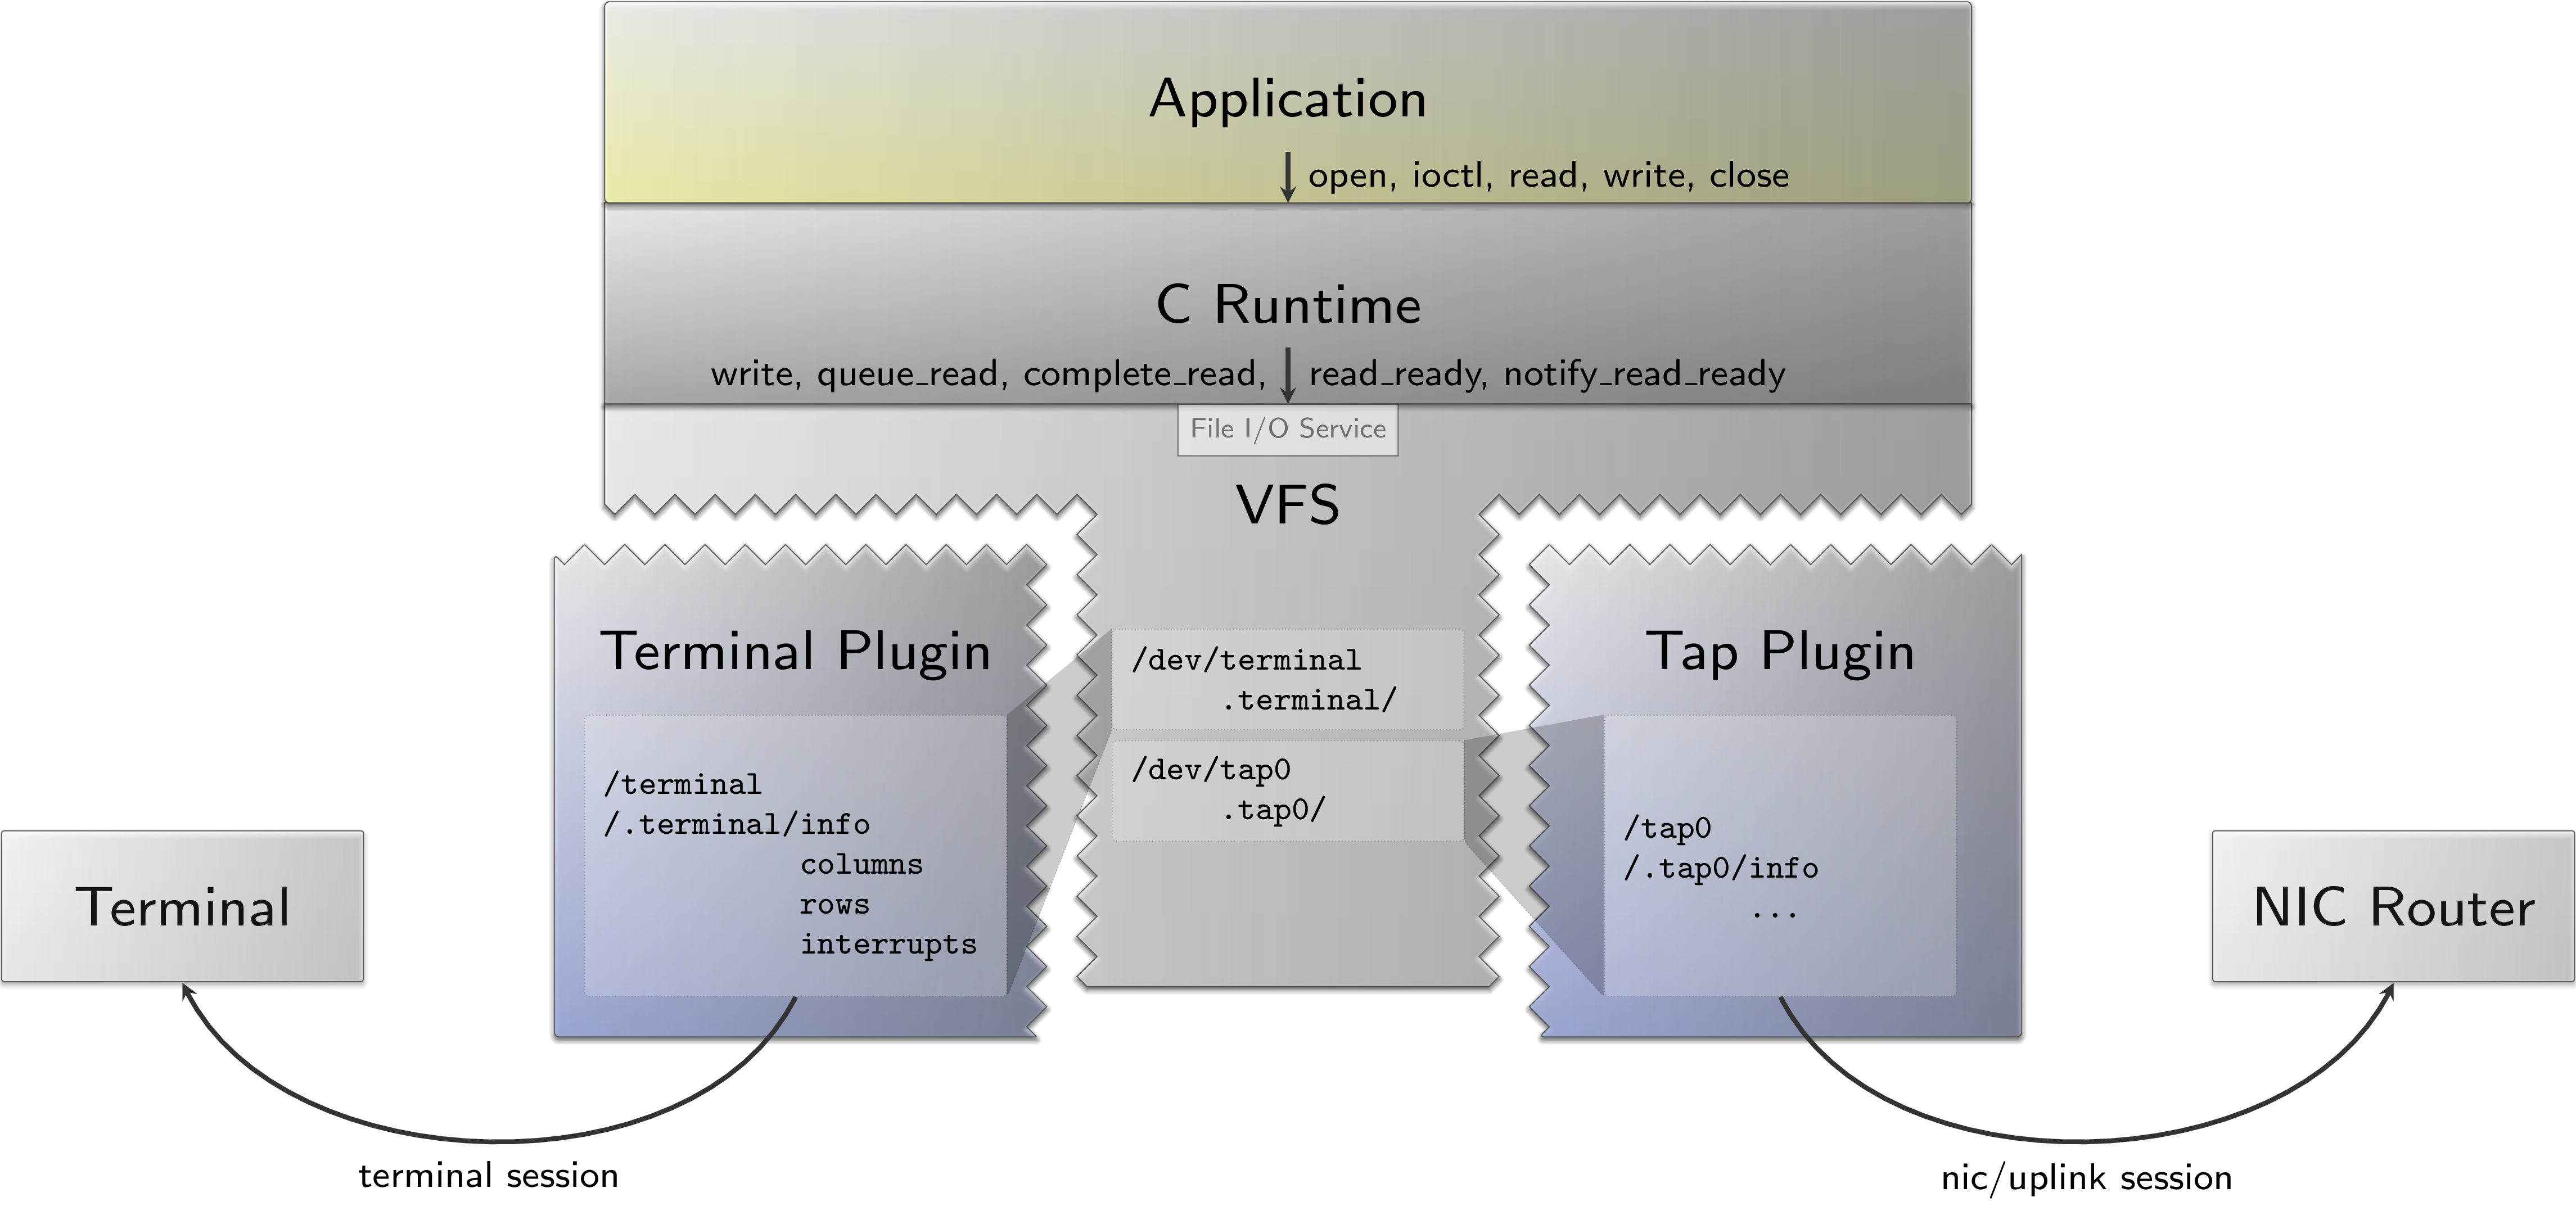 Application
open, ioctl, read, write, close
C Runtime
write, queue_read, complete_read, read_ready, notify_read_ready
File I/O Service
VFS
Terminal Plugin
/terminal
/.terminal/info
columns
rows
interrupts
/dev/terminal
.terminal/
/dev/tap0
.tap0/
Tap Plugin
/tap0
/.tap0/info
...
Terminal
NIC Router
terminal session
nic/uplink session